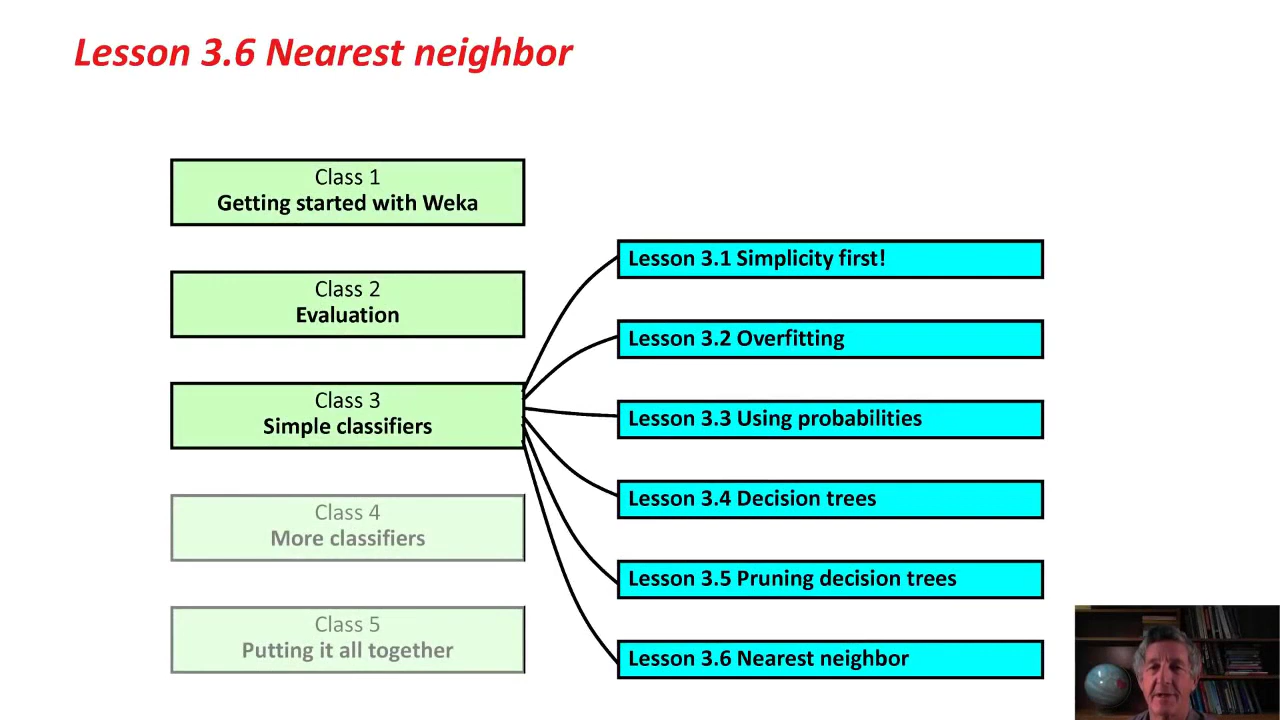 Lesson 3.6 Nearest neighbor
Class 1
Getting started with Weka
Class 2
Evaluation
Class 3
Simple classifiers
Class 4
More classifiers
Class 5
Putting it all together
Lesson 3.1 Simplicity first!
Lesson 3.2 Overfitting
Lesson 3.3 Using probabilities
Lesson 3.4 Decision trees
Lesson 3.5 Pruning decision trees
Lesson 3.6 Nearest neighbor